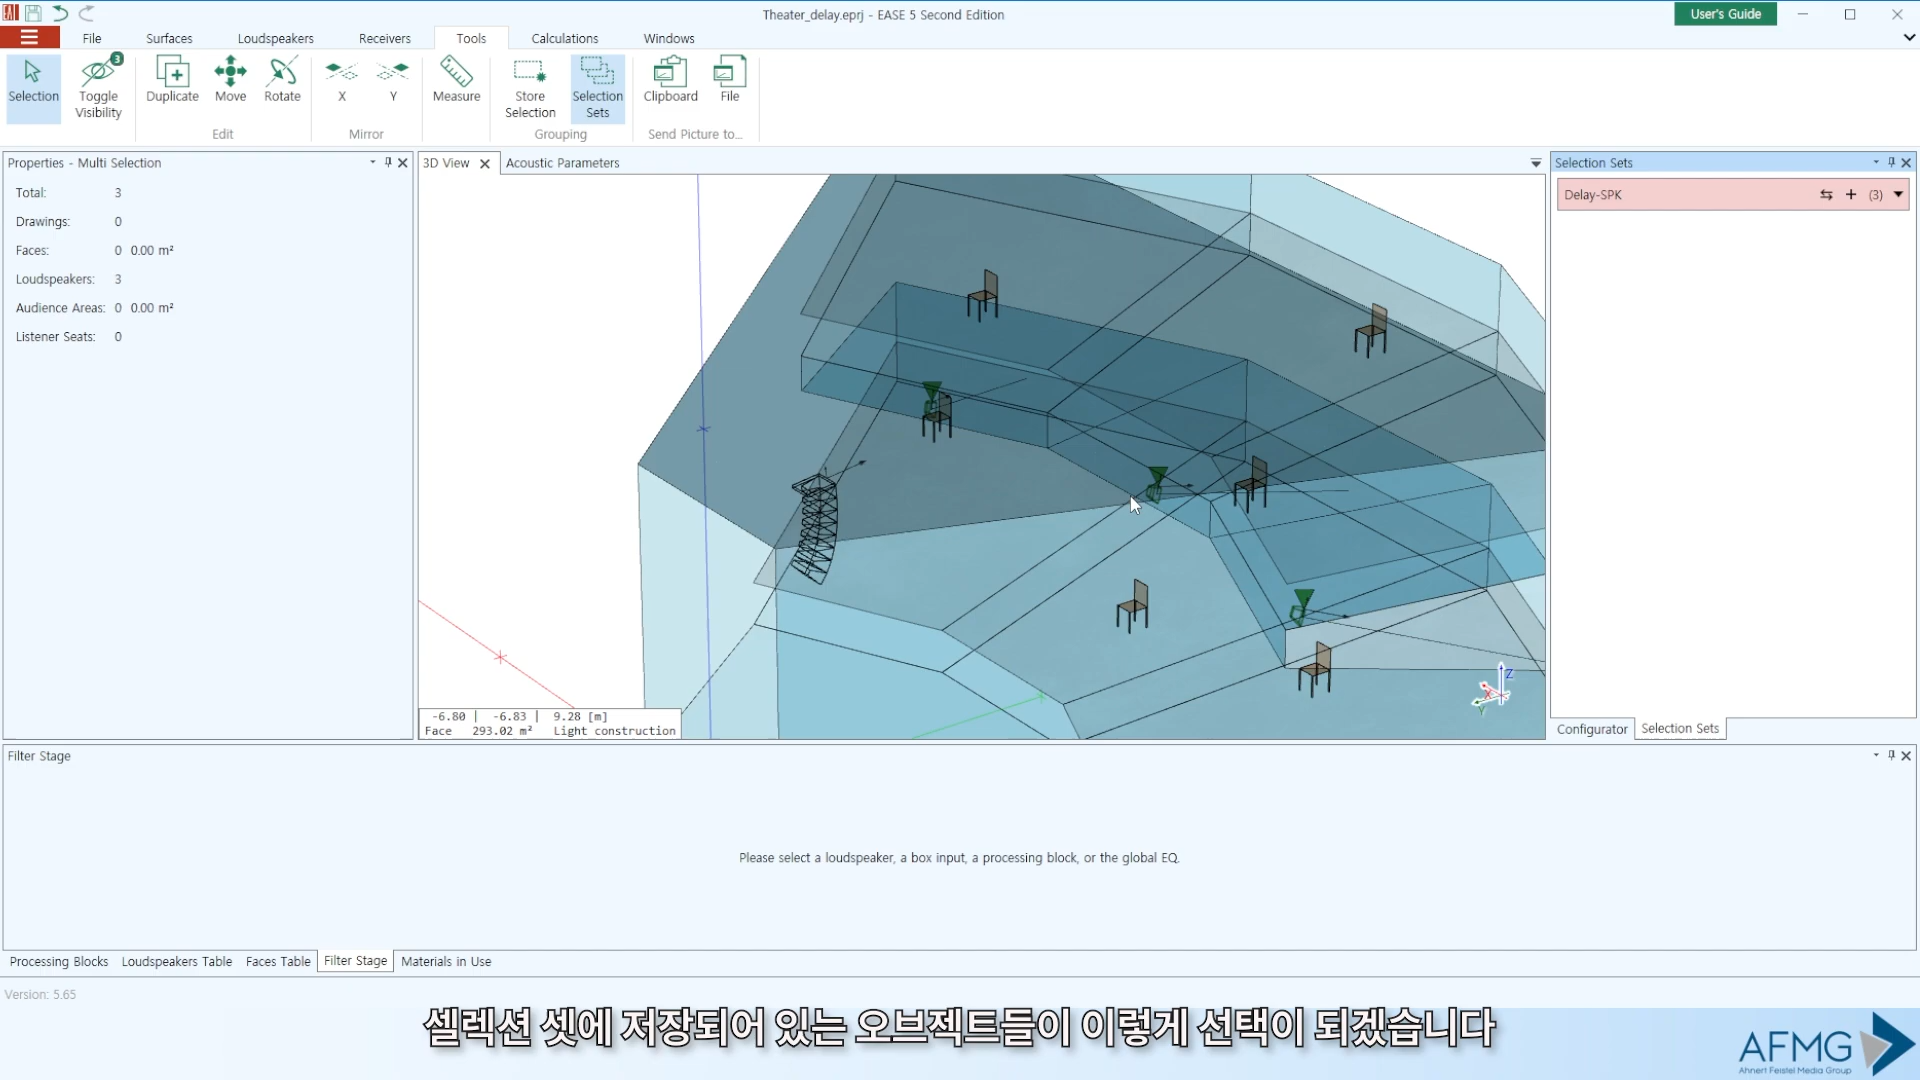 Theater_delay.eprj - EASE 5 Second Edition
User's Guide
File Surfaces Loudspeakers Receivers Tools Calculations Windows
Selection
Toggle Visibility
3
Duplicate
Move
Rotate
X
Y
Measure
Store Selection
Selection Sets
Clipboard
File
Edit
Mirror
Grouping
Send Picture to...
Properties - Multi Selection
Total: 3
Drawings: 0
Faces: 0 0.00 m²
Loudspeakers: 3
Audience Areas: 0 0.00 m²
Listener Seats: 0
3D View
Acoustic Parameters
-6.80 | -6.83 | 9.28 [m]
Face 293.02 m² Light construction
Z
X
Y
Selection Sets
Delay-SPK (3)
Configurator Selection Sets
Filter Stage
Please select a loudspeaker, a box input, a processing block, or the global EQ.
Processing Blocks Loudspeakers Table Faces Table Filter Stage Materials in Use
Version: 5.65
셀렉션 셋에 저장되어 있는 오브젝트들이 이렇게 선택이 되겠습니다
AFMG
Ahnert Feistel Media Group